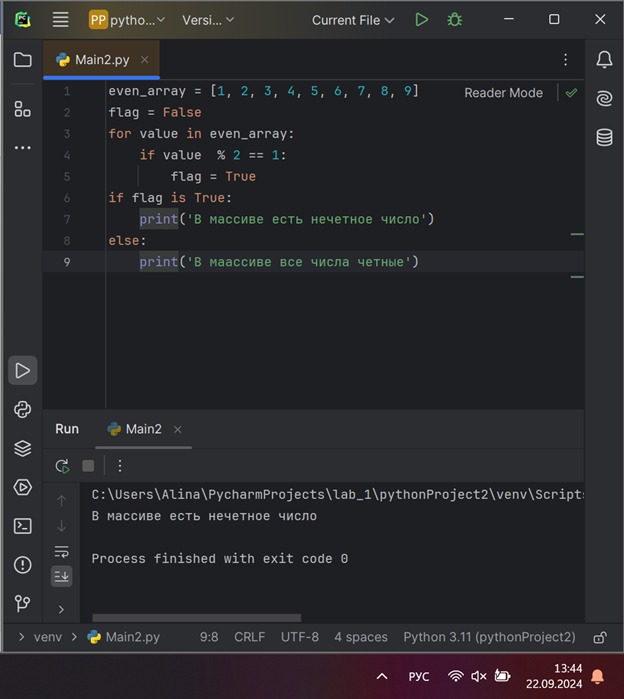 PP pytho... Versi... Current File
Main2.py
Reader Mode
1 even_array = [1, 2, 3, 4, 5, 6, 7, 8, 9]
2 flag = False
3 for value in even_array:
4     if value  % 2 == 1:
5         flag = True
6 if flag is True:
7     print('В массиве есть нечетное число')
8 else:
9     print('В маассиве все числа четные')
Run Main2
C:\Users\Alina\PycharmProjects\lab_1\pythonProject2\venv\Scripts
В массиве есть нечетное число
Process finished with exit code 0
venv Main2.py 9:8 CRLF UTF-8 4 spaces Python 3.11 (pythonProject2)
РУС 13:44
22.09.2024